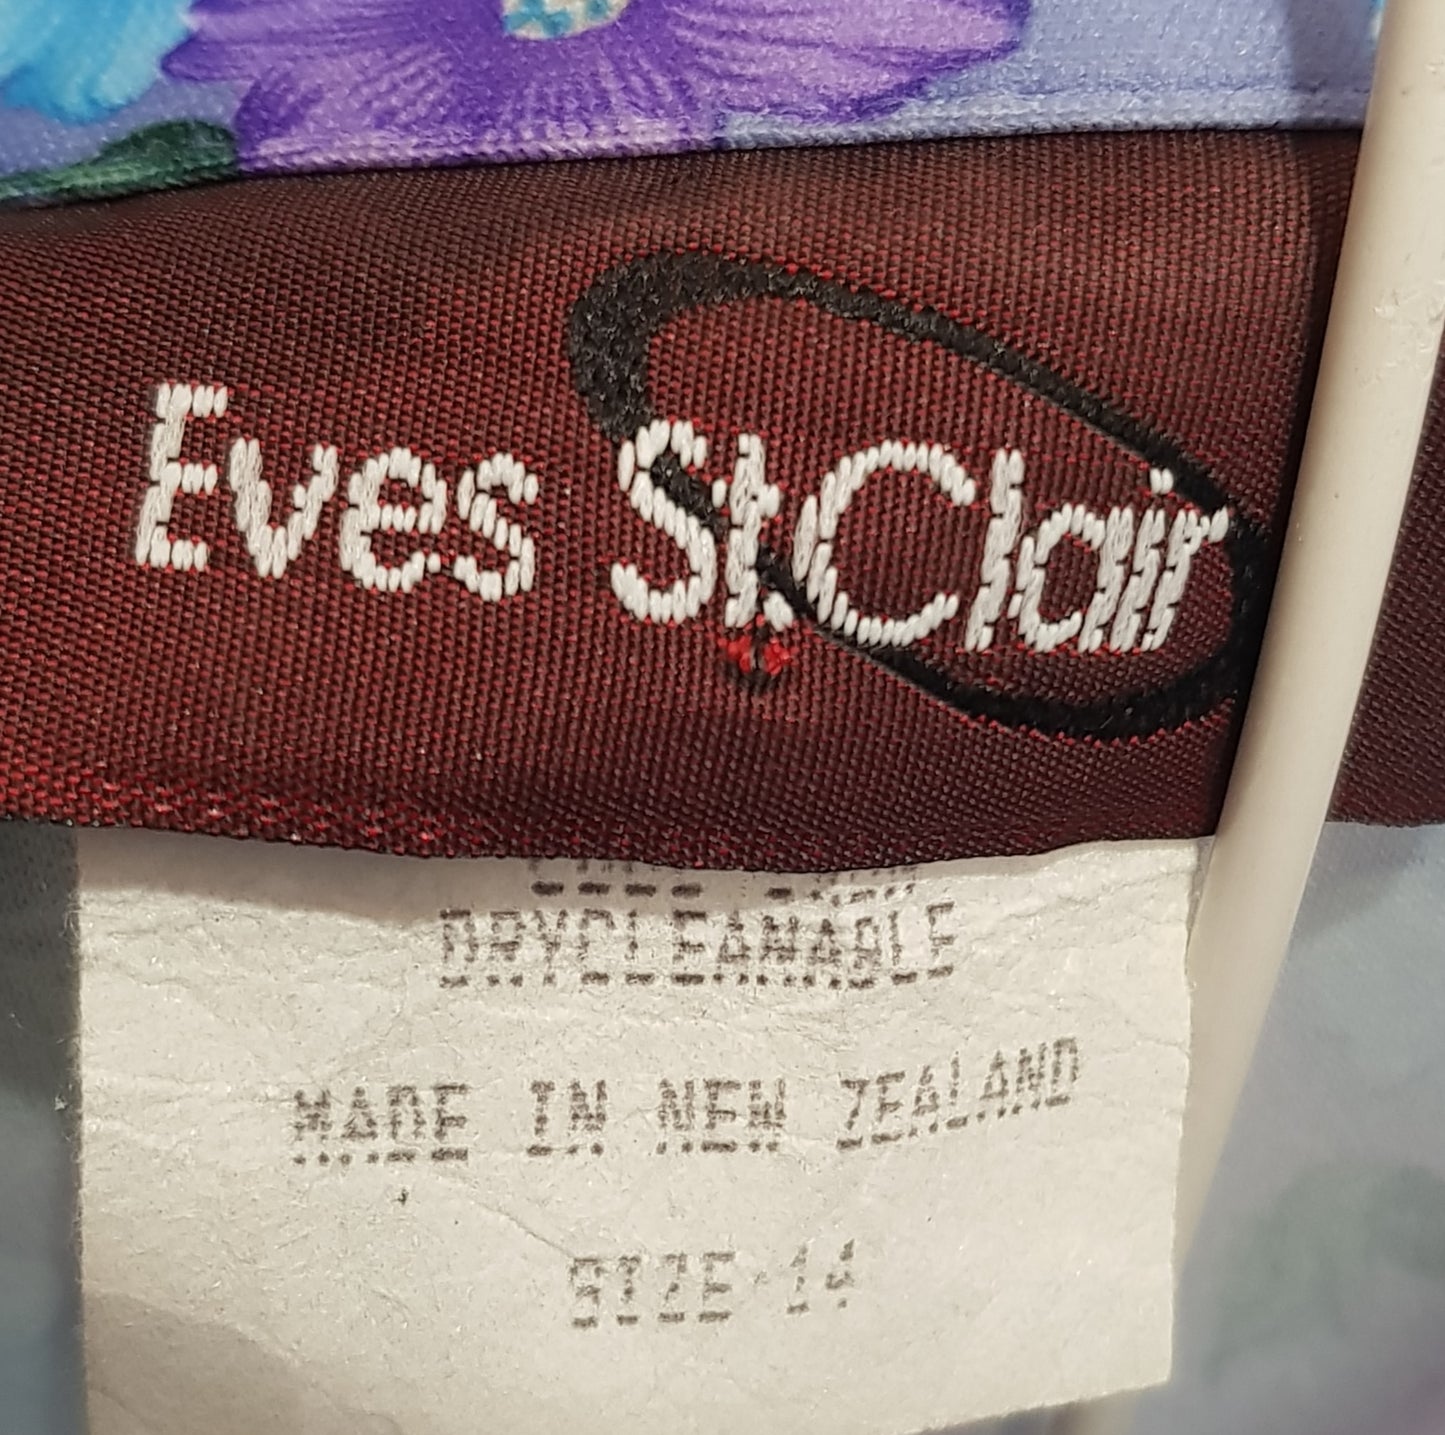 Eves St.Clair
DRYCLEANABLE
MADE IN NEW ZEALAND
SIZE 14